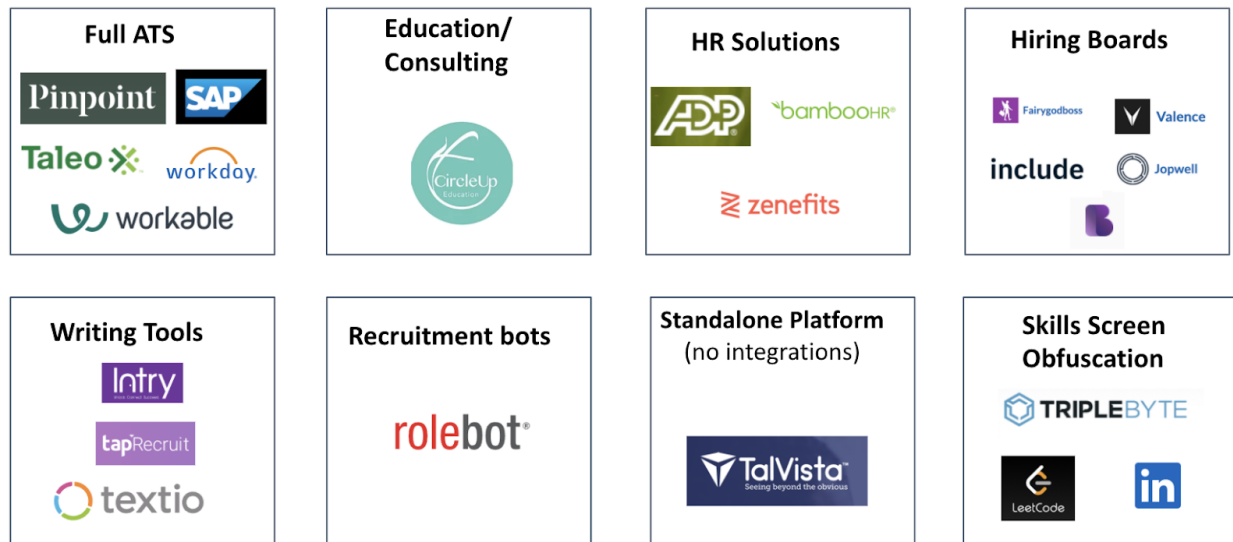 Full ATS
Pinpoint
SAP
Taleo
workday.
workable
Education/
Consulting
CircleUp
Education
HR Solutions
ADP®
bambooHR®
zenefits
Hiring Boards
Fairygodboss
Valence
include
Jopwell
B
Writing Tools
Intry
tapRecruit
textio
Recruitment bots
rolebot®
Standalone Platform
(no integrations)
TalVista™
Seeing beyond the obvious
Skills Screen
Obfuscation
TRIPLEBYTE
LeetCode
in